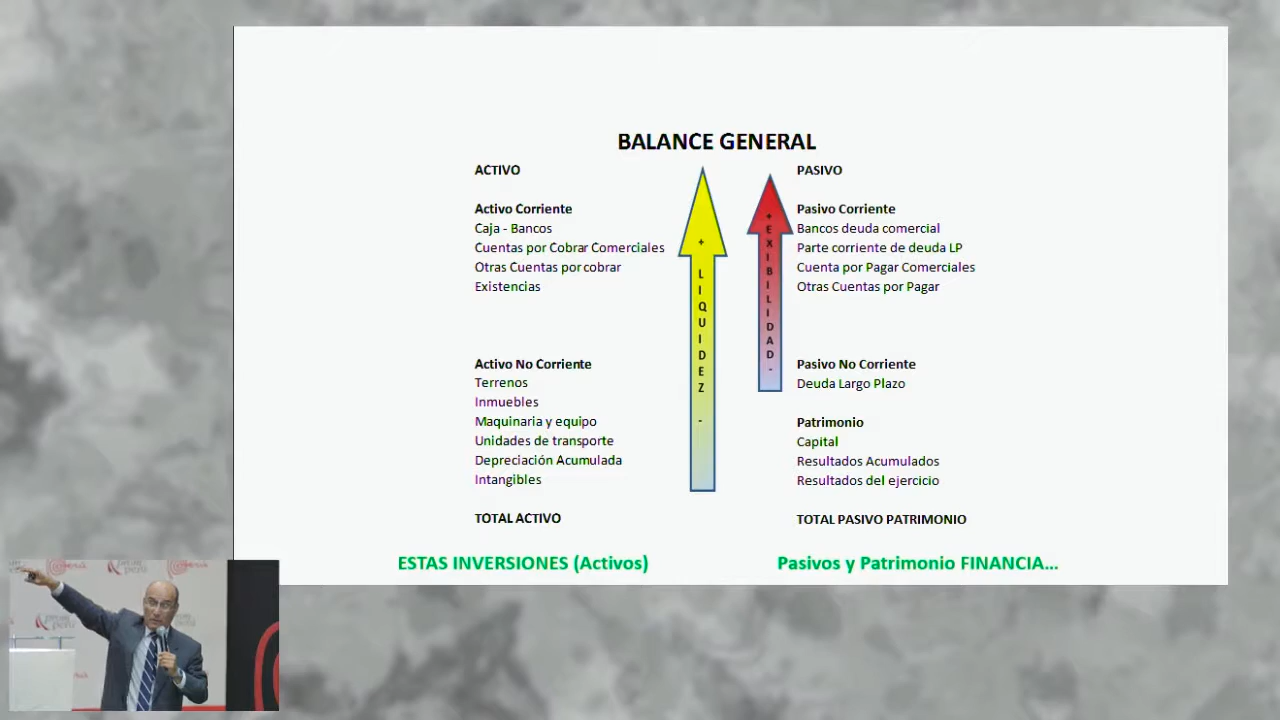 BALANCE GENERAL
ACTIVO
Activo Corriente
Caja - Bancos
Cuentas por Cobrar Comerciales
Otras Cuentas por cobrar
Existencias
Activo No Corriente
Terrenos
Inmuebles
Maquinaria y equipo
Unidades de transporte
Depreciación Acumulada
Intangibles
TOTAL ACTIVO
+ LIQUIDEZ -
+ EXIBILIDAD -
PASIVO
Pasivo Corriente
Bancos deuda comercial
Parte corriente de deuda LP
Cuenta por Pagar Comerciales
Otras Cuentas por Pagar
Pasivo No Corriente
Deuda Largo Plazo
Patrimonio
Capital
Resultados Acumulados
Resultados del ejercicio
TOTAL PASIVO PATRIMONIO
ESTAS INVERSIONES (Activos)
Pasivos y Patrimonio FINANCIA...